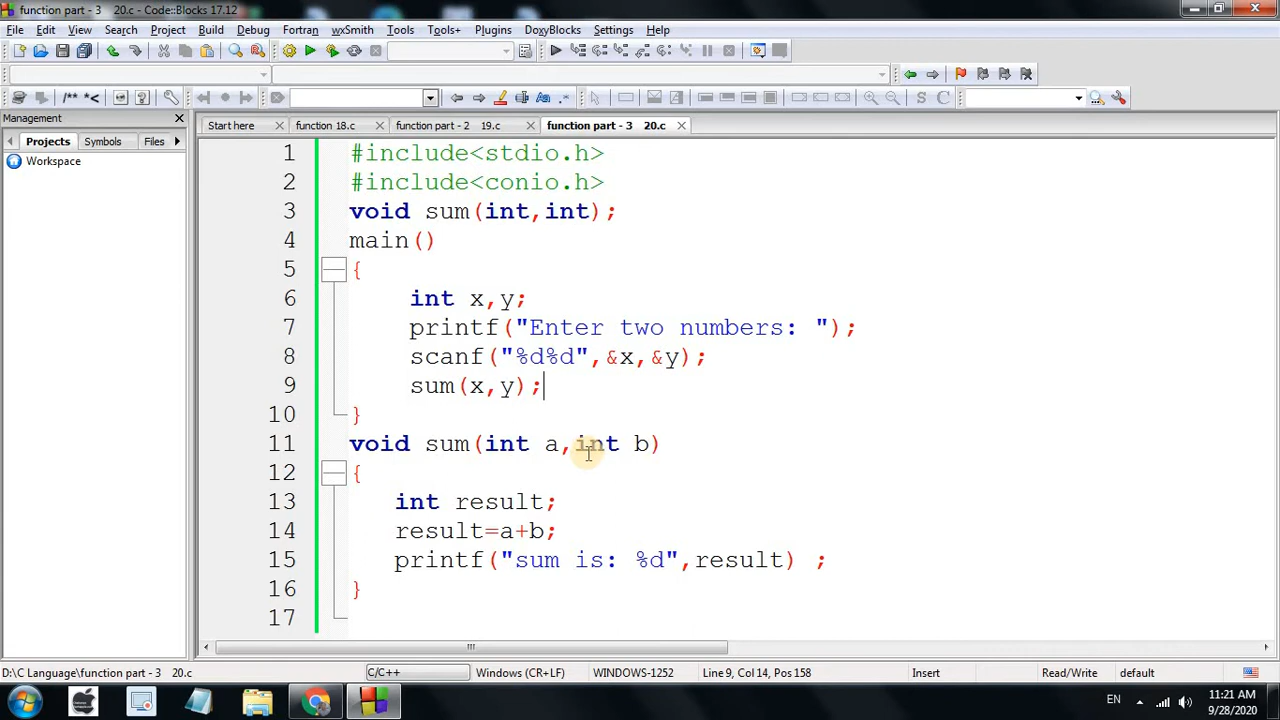 function part - 3    20.c - Code::Blocks 17.12
File Edit View Search Project Build Debug Fortran wxSmith Tools Tools+ Plugins DoxyBlocks Settings Help
/** *<
S C
Management
Projects Symbols Files
Workspace
Start here function 18.c function part - 2    19.c function part - 3    20.c
1 #include<stdio.h>
2 #include<conio.h>
3 void sum(int,int);
4 main()
5 {
6 int x,y;
7 printf("Enter two numbers: ");
8 scanf("%d%d",&x,&y);
9 sum(x,y);
10 }
11 void sum(int a,int b)
12 {
13 int result;
14 result=a+b;
15 printf("sum is: %d",result) ;
16 }
17
D:\C Language\function part - 3    20.c C/C++ Windows (CR+LF) WINDOWS-1252 Line 9, Col 14, Pos 158 Insert Read/Write default
EN 11:21 AM
9/28/2020